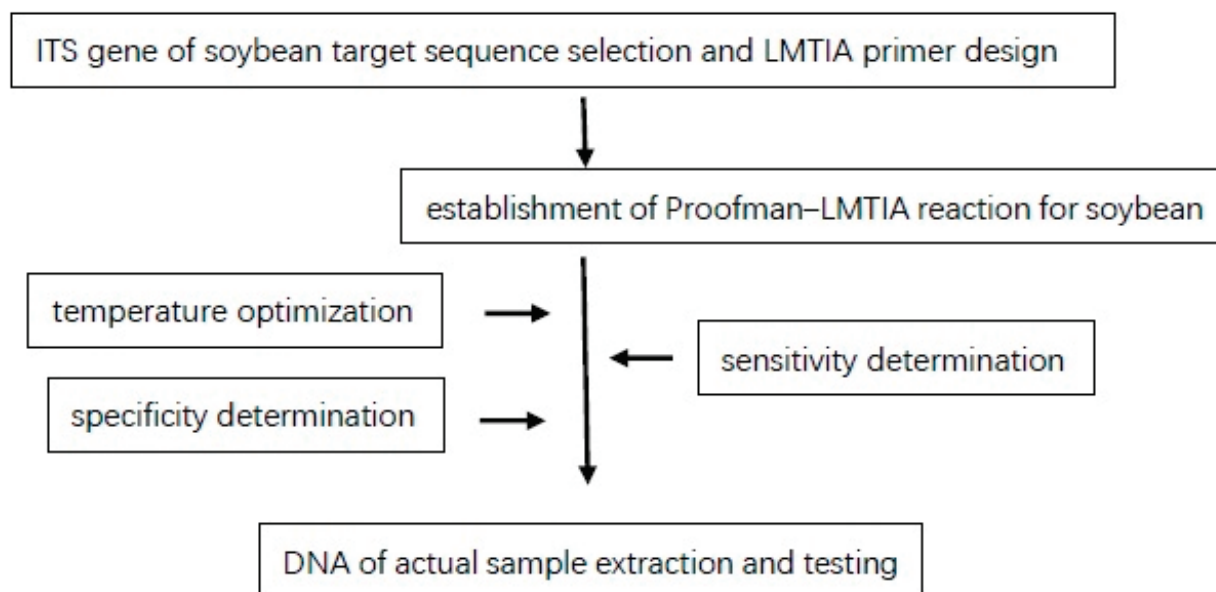 ITS gene of soybean target sequence selection and LMTIA primer design
establishment of Proofman–LMTIA reaction for soybean
temperature optimization
sensitivity determination
specificity determination
DNA of actual sample extraction and testing